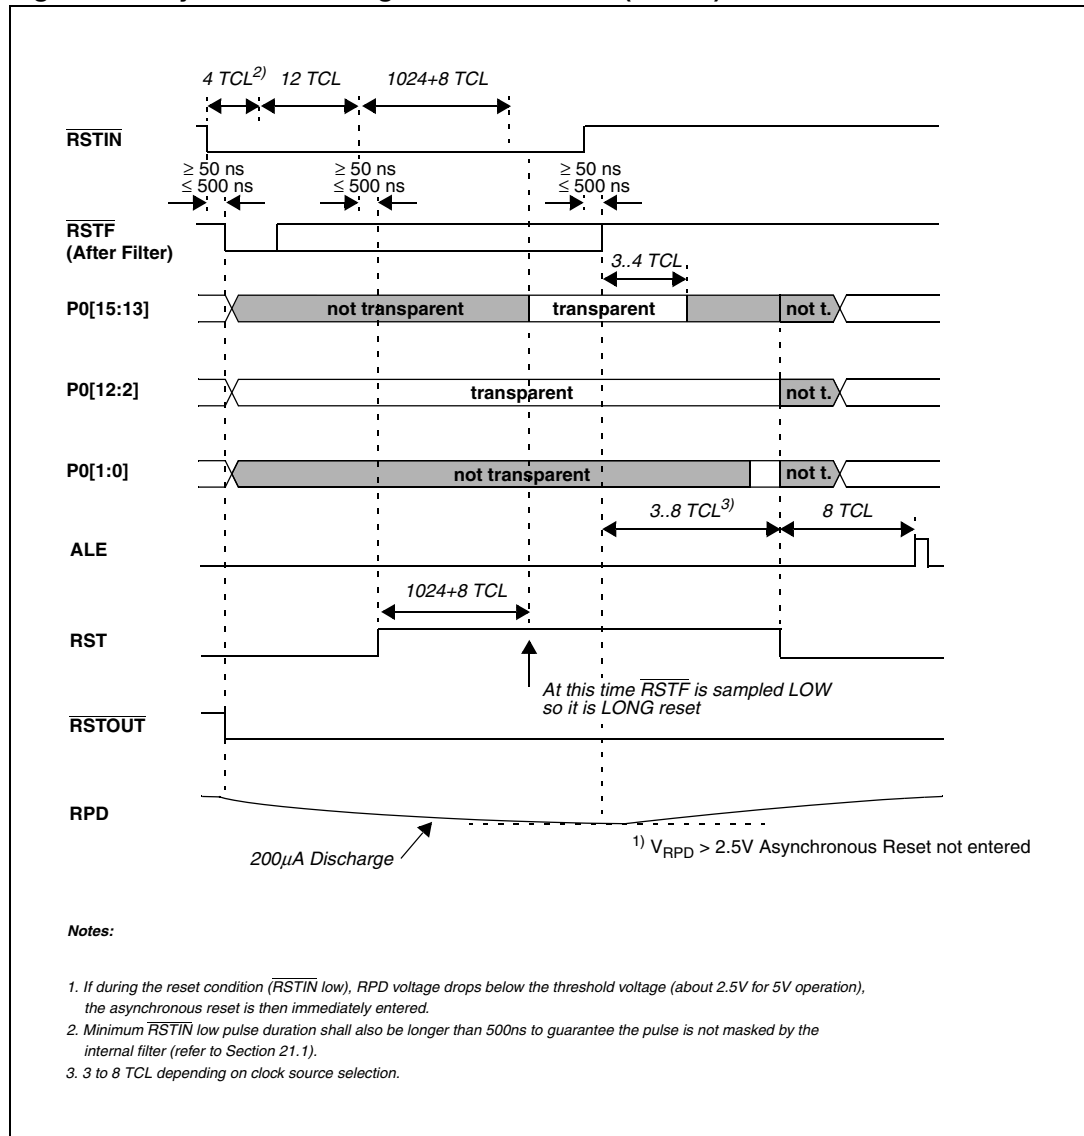 4 TCL2) 12 TCL 1024+8 TCL
RSTIN
≥ 50 ns ≥ 50 ns ≥ 50 ns
≤ 500 ns ≤ 500 ns ≤ 500 ns
RSTF
(After Filter)
3..4 TCL
P0[15:13] not transparent transparent not t.
P0[12:2] transparent not t.
P0[1:0] not transparent not t.
3..8 TCL3) 8 TCL
ALE
1024+8 TCL
RST
At this time RSTF is sampled LOW
so it is LONG reset
RSTOUT
RPD
200μA Discharge
1) VRPD > 2.5V Asynchronous Reset not entered
Notes:
1. If during the reset condition (RSTIN low), RPD voltage drops below the threshold voltage (about 2.5V for 5V operation),
the asynchronous reset is then immediately entered.
2. Minimum RSTIN low pulse duration shall also be longer than 500ns to guarantee the pulse is not masked by the
internal filter (refer to Section 21.1).
3. 3 to 8 TCL depending on clock source selection.